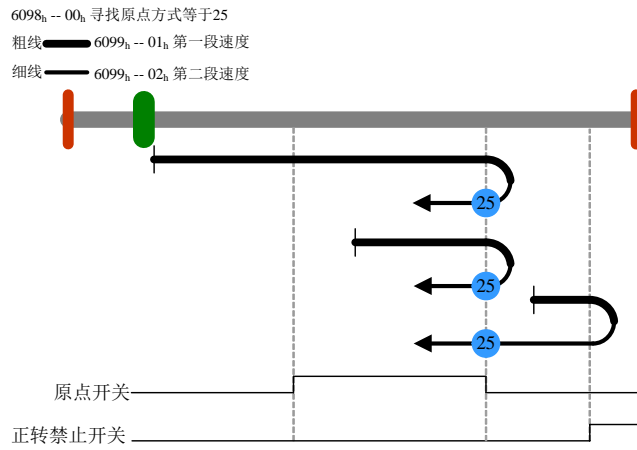 6098h -- 00h 寻找原点方式等于25
粗线 6099h -- 01h 第一段速度
细线 6099h -- 02h 第二段速度
25
25
25
原点开关
正转禁止开关